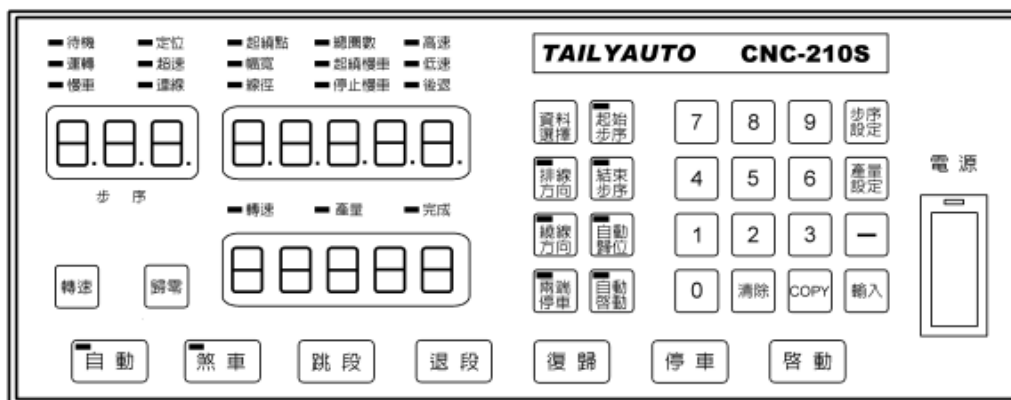 待機 定位 起繞點 總圈數 高速
運轉 超速 幅寬 起繞慢車 低速
慢車 連線 線徑 停止慢車 後退
TAILYAUTO CNC-210S
資料選擇 起始步序 7 8 9 步序設定
步序
排線方向 結束步序 4 5 6 產量設定
電源
轉速 產量 完成
繞線方向 自動歸位 1 2 3 —
轉速 歸零
兩端停車 自動啓動 0 清除 COPY 輸入
自動 煞車 跳段 退段 復歸 停車 啓動